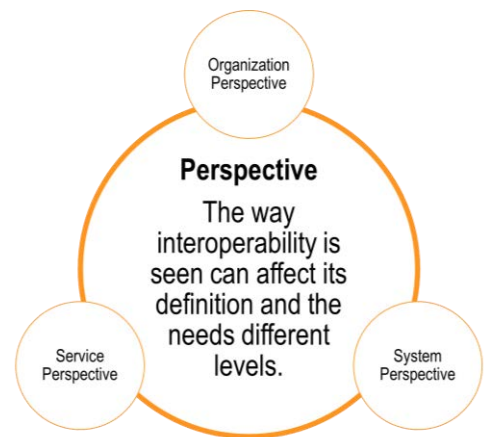 Organization
Perspective
Perspective
The way
interoperability is
seen can affect its
definition and the
needs different
levels.
Service
Perspective
System
Perspective